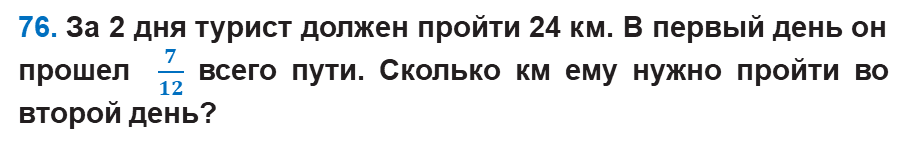 76. За 2 дня турист должен пройти 24 км. В первый день он
прошел 7/12 всего пути. Сколько км ему нужно пройти во
второй день?